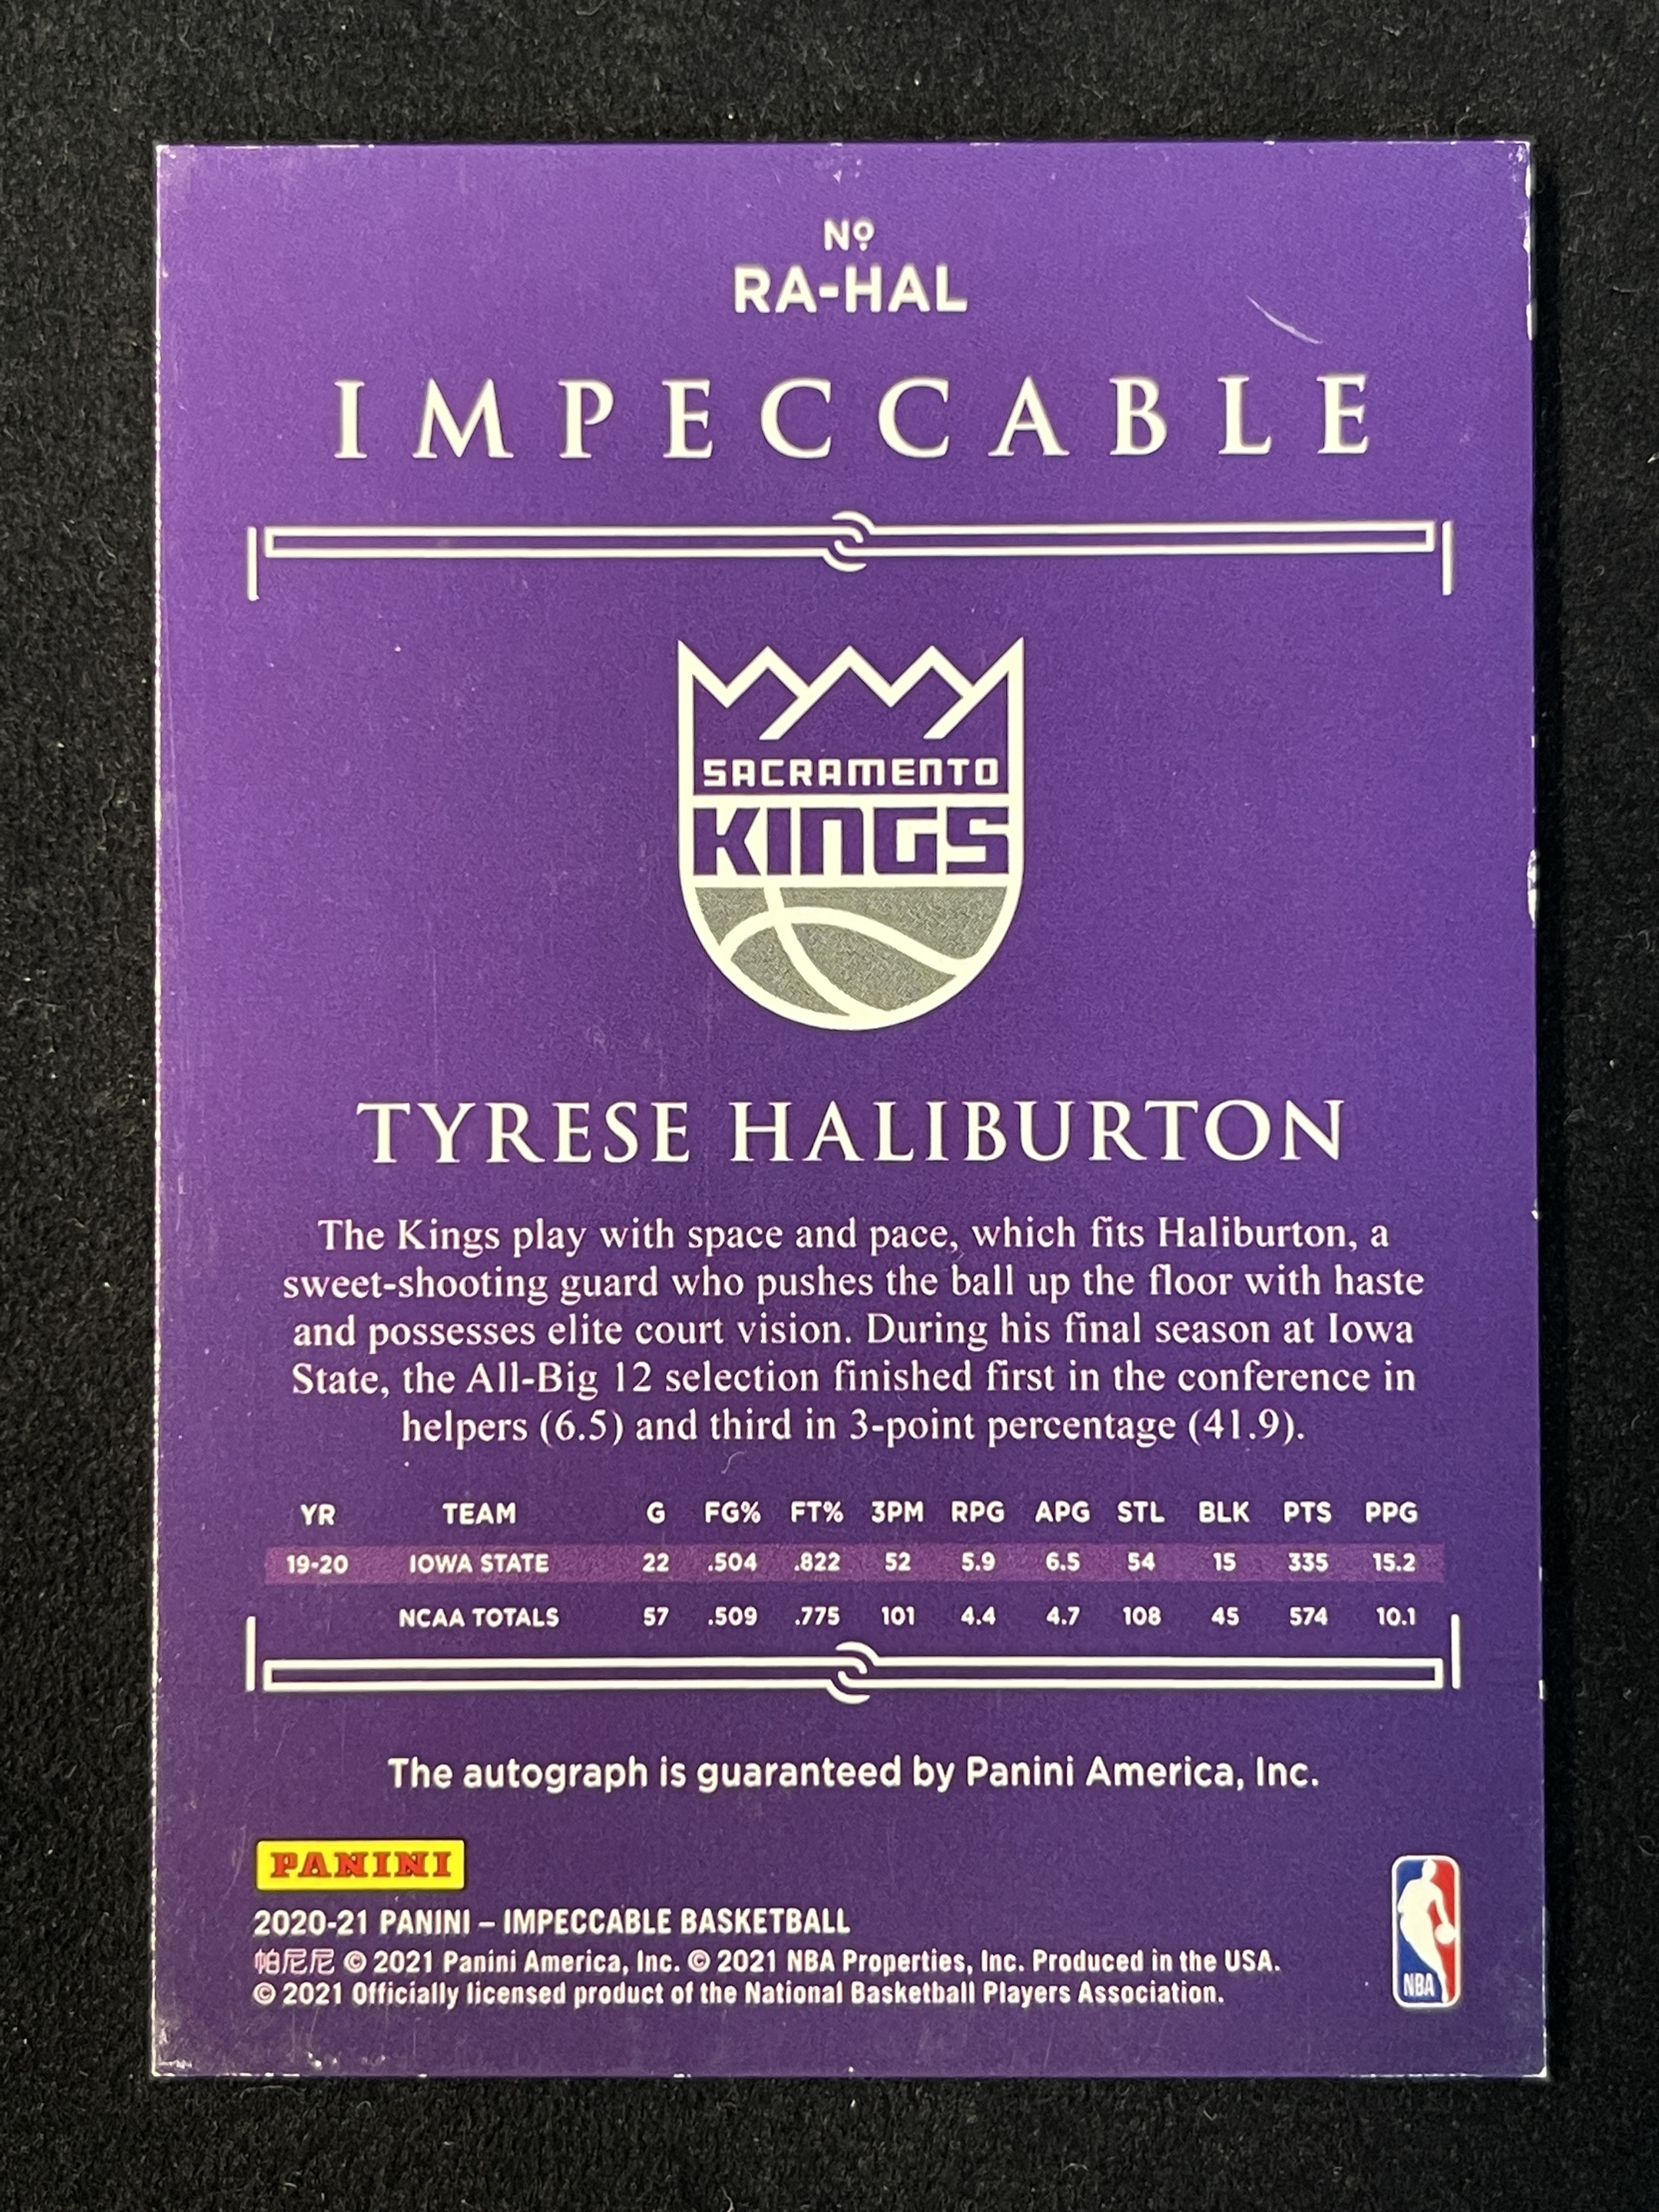 Nº
RA-HAL
IMPECCABLE
SACRAMENTO
KINGS
TYRESE HALIBURTON
The Kings play with space and pace, which fits Haliburton, a
sweet-shooting guard who pushes the ball up the floor with haste
and possesses elite court vision. During his final season at Iowa
State, the All-Big 12 selection finished first in the conference in
helpers (6.5) and third in 3-point percentage (41.9).
YR TEAM G FG% FT% 3PM RPG APG STL BLK PTS PPG
19-20 IOWA STATE 22 .504 .822 52 5.9 6.5 54 15 335 15.2
NCAA TOTALS 57 .509 .775 101 4.4 4.7 108 45 574 10.1
The autograph is guaranteed by Panini America, Inc.
PANINI
2020-21 PANINI – IMPECCABLE BASKETBALL
帕尼尼 © 2021 Panini America, Inc. © 2021 NBA Properties, Inc. Produced in the USA.
© 2021 Officially licensed product of the National Basketball Players Association.
NBA